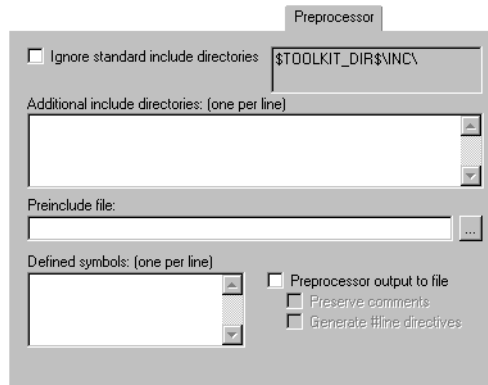 Preprocessor
Ignore standard include directories
$TOOLKIT_DIR$\INC\
Additional include directories: (one per line)
Preinclude file:
...
Defined symbols: (one per line)
Preprocessor output to file
Preserve comments
Generate #line directives